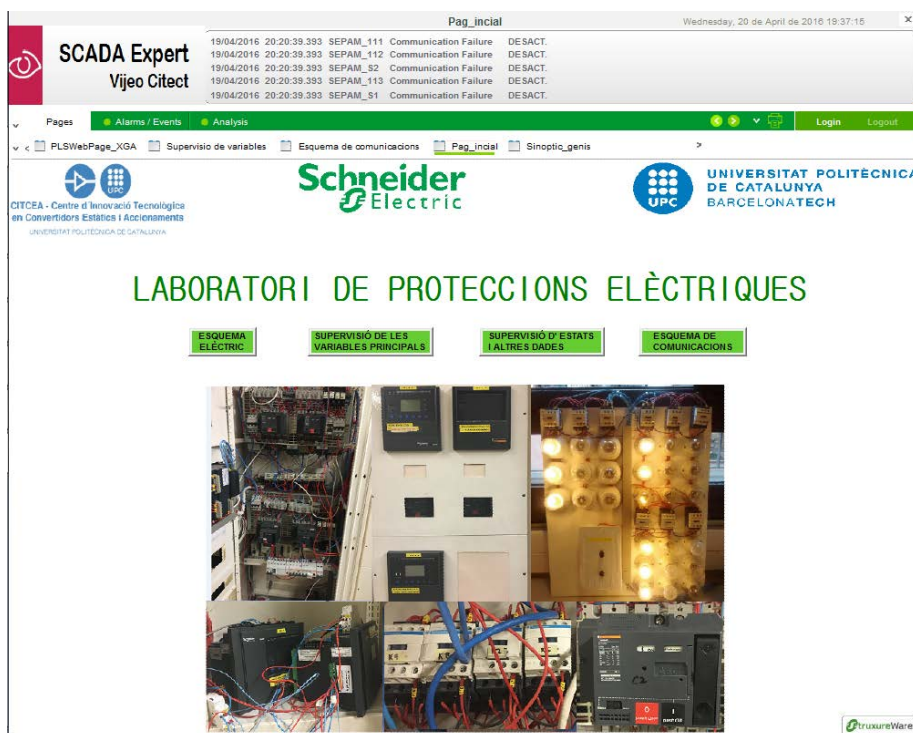 Pag_incial
Wednesday, 20 de April de 2016 19:37:15
SCADA Expert
Vijeo Citect
19/04/2016 20:20:39.393 SEPAM_111 Communication Failure DESACT.
19/04/2016 20:20:39.393 SEPAM_112 Communication Failure DESACT.
19/04/2016 20:20:39.393 SEPAM_S2 Communication Failure DESACT.
19/04/2016 20:20:39.393 SEPAM_113 Communication Failure DESACT.
19/04/2016 20:20:39.393 SEPAM_S1 Communication Failure DESACT.
Pages Alarms / Events Analysis Login Logout
PLSWebPage_XGA Supervisio de variables Esquema de comunicacions Pag_incial Sinoptic_genis
UPC
CITCEA - Centre d'Innovació Tecnològica
en Convertidors Estàtics i Accionaments
UNIVERSITAT POLITÈCNICA DE CATALUNYA
Schneider
Electric
UPC
UNIVERSITAT POLITÈCNICA
DE CATALUNYA
BARCELONATECH
LABORATORI DE PROTECCIONS ELÈCTRIQUES
ESQUEMA
ELÈCTRIC
SUPERVISIÓ DE LES
VARIABLES PRINCIPALS
SUPERVISIÓ D'ESTATS
I ALTRES DADES
ESQUEMA DE
COMUNICACIONS
StruxureWare